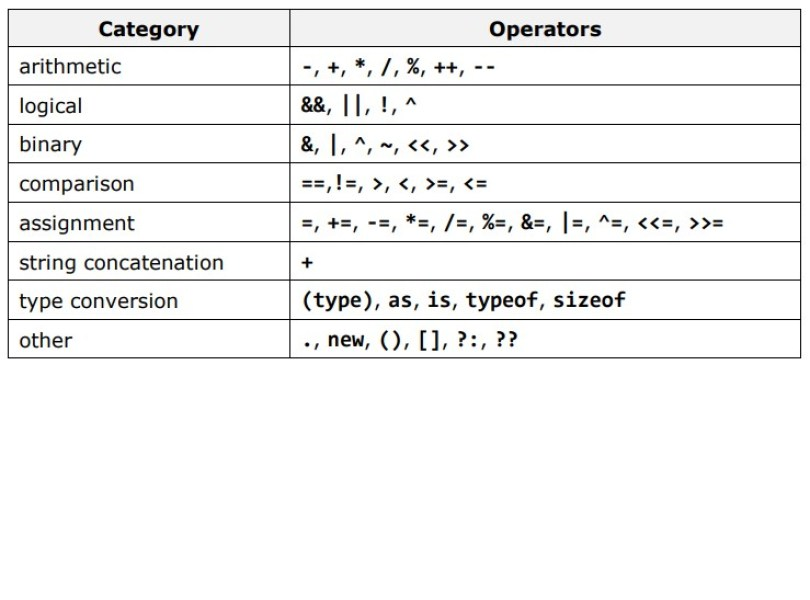 Category Operators
arithmetic -, +, *, /, %, ++, --
logical &&, ||, !, ^
binary &, |, ^, ~, <<, >>
comparison ==,!=, >, <, >=, <=
assignment =, +=, -=, *=, /=, %=, &=, |=, ^=, <<=, >>=
string concatenation +
type conversion (type), as, is, typeof, sizeof
other ., new, (), [], ?:, ??